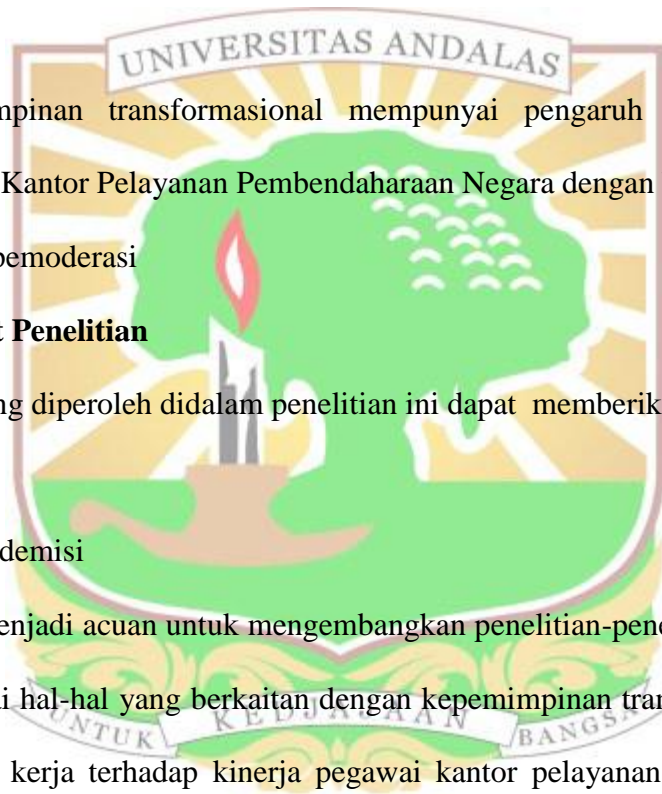 UNIVERSITAS ANDALAS
mpinan transformasional mempunyai pengaruh
Kantor Pelayanan Pembendaharaan Negara dengan
pemoderasi
t Penelitian
ng diperoleh didalam penelitian ini dapat memberik
demisi
enjadi acuan untuk mengembangkan penelitian-pene
ai hal-hal yang berkaitan dengan kepemimpinan tran
UNTUK KEDJAJAAN BANGSA
kerja terhadap kinerja pegawai kantor pelayanan